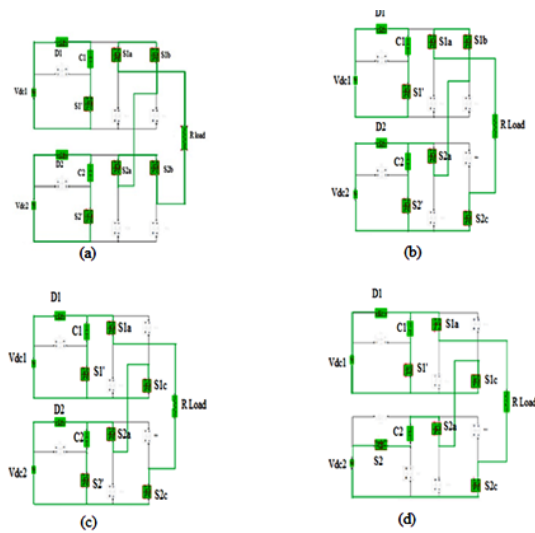 D1
C1
S1a
S1b
Vdc1
S1'
R load
D2
C2
S2a
S2b
Vdc2
S2'
(a)
D1
C1
S1a
S1b
Vdc1
S1'
R Load
D2
C2
S2a
Vdc2
S2'
S2c
(b)
D1
C1
S1a
Vdc1
S1'
S1c
R Load
D2
C2
S2a
Vdc2
S2'
S2c
(c)
D1
C1
S1a
Vdc1
S1'
S1c
R Load
C2
S2a
S2
Vdc2
S2c
(d)